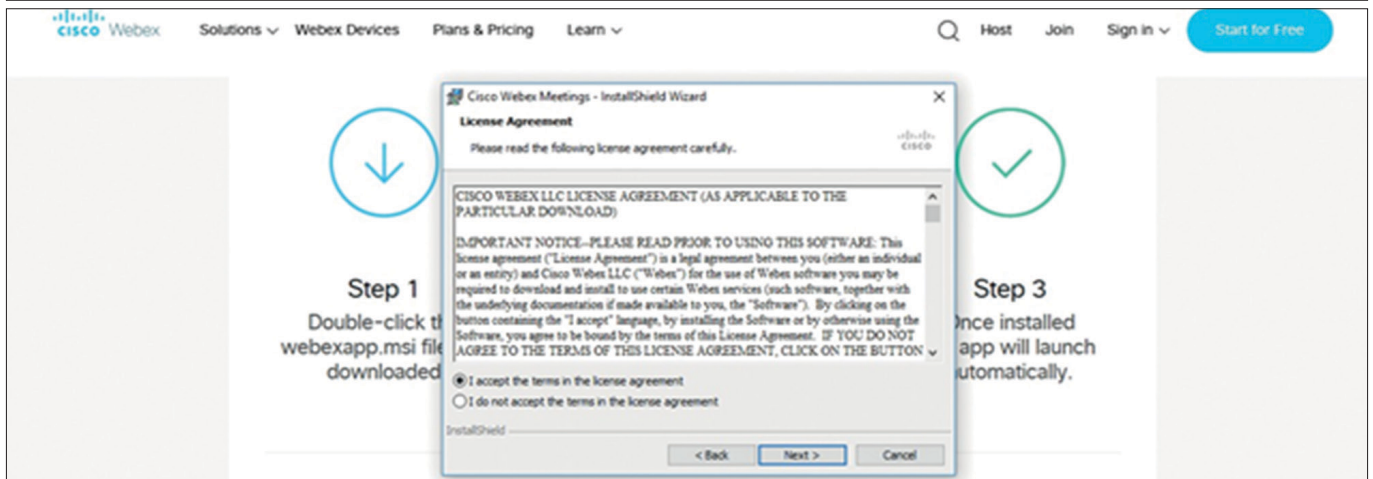 CISCO Webex Solutions Webex Devices Plans & Pricing Learn Host Join Sign in Start for Free
Cisco Webex Meetings - InstallShield Wizard
License Agreement
Please read the following license agreement carefully.
CISCO
CISCO WEBEX LLC LICENSE AGREEMENT (AS APPLICABLE TO THE
PARTICULAR DOWNLOAD)
IMPORTANT NOTICE--PLEASE READ PRIOR TO USING THIS SOFTWARE: This
license agreement ("License Agreement") is a legal agreement between you (either an individual
or an entity) and Cisco Webex LLC ("Webex") for the use of Webex software you may be
required to download and install to use certain Webex services (such software, together with
the underlying documentation if made available to you, the "Software"). By clicking on the
button containing the "I accept" language, by installing the Software or by otherwise using the
Software, you agree to be bound by the terms of this License Agreement. IF YOU DO NOT
AGREE TO THE TERMS OF THIS LICENSE AGREEMENT, CLICK ON THE BUTTON
I accept the terms in the license agreement
I do not accept the terms in the license agreement
InstallShield
< Back Next > Cancel
Step 1
Double-click
webexapp.msi
downloaded
Step 3
installed
app will launch